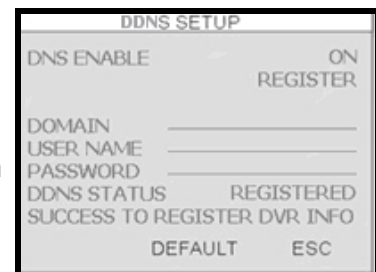 DDNS SETUP
DNS ENABLE ON
REGISTER
DOMAIN
USER NAME
PASSWORD
DDNS STATUS REGISTERED
SUCCESS TO REGISTER DVR INFO
DEFAULT ESC